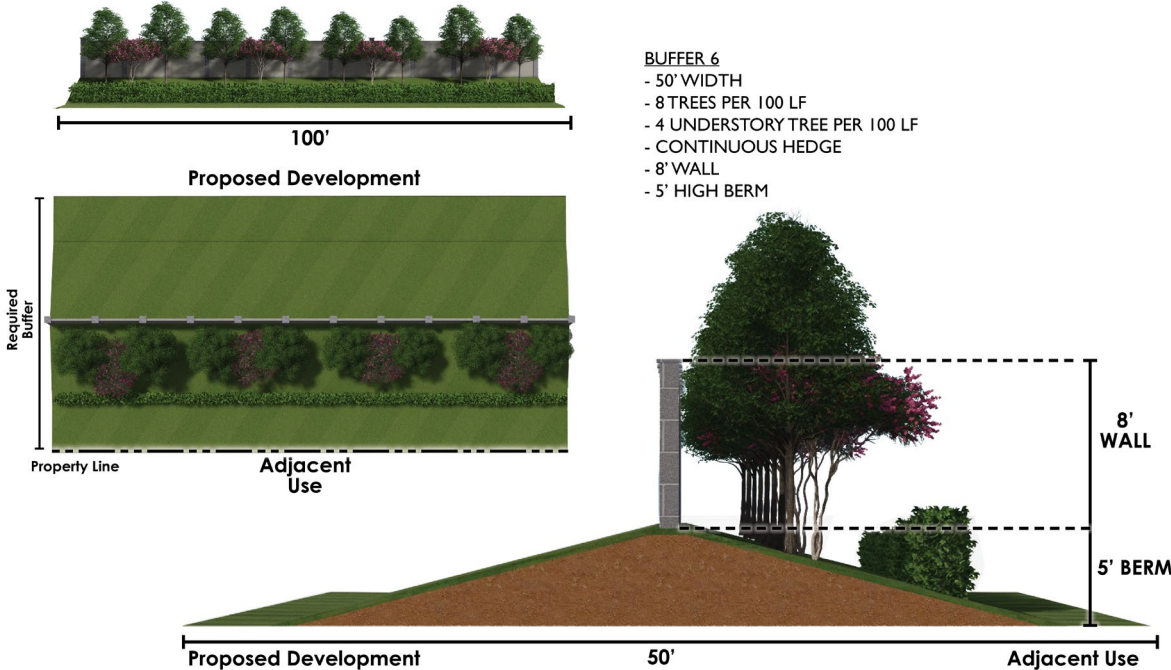 100'
Proposed Development
Required
Buffer
Property Line
Adjacent
Use
BUFFER 6
- 50' WIDTH
- 8 TREES PER 100 LF
- 4 UNDERSTORY TREE PER 100 LF
- CONTINUOUS HEDGE
- 8' WALL
- 5' HIGH BERM
8'
WALL
5' BERM
Proposed Development
50'
Adjacent Use